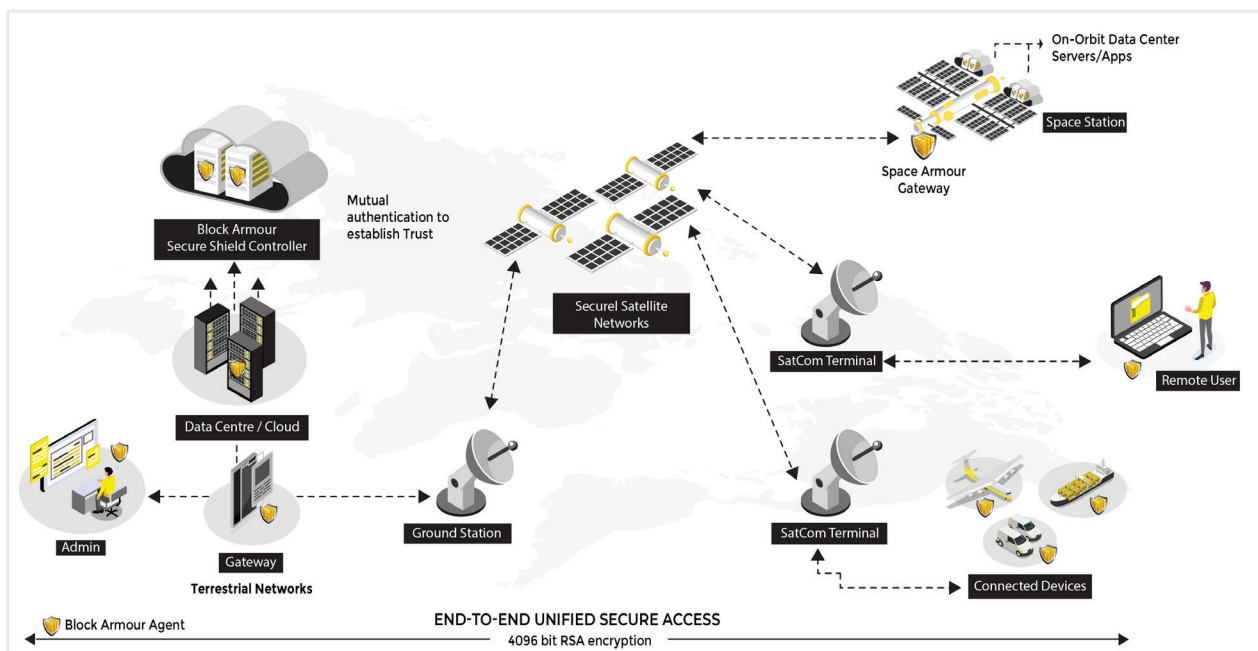 On-Orbit Data Center
Servers/Apps
Space Station
Space Armour
Gateway
Mutual
authentication to
establish Trust
Block Armour
Secure Shield Controller
Securel Satellite
Networks
SatCom Terminal
Remote User
Data Centre / Cloud
Ground Station
SatCom Terminal
Admin
Gateway
Terrestrial Networks
Connected Devices
Block Armour Agent
END-TO-END UNIFIED SECURE ACCESS
4096 bit RSA encryption